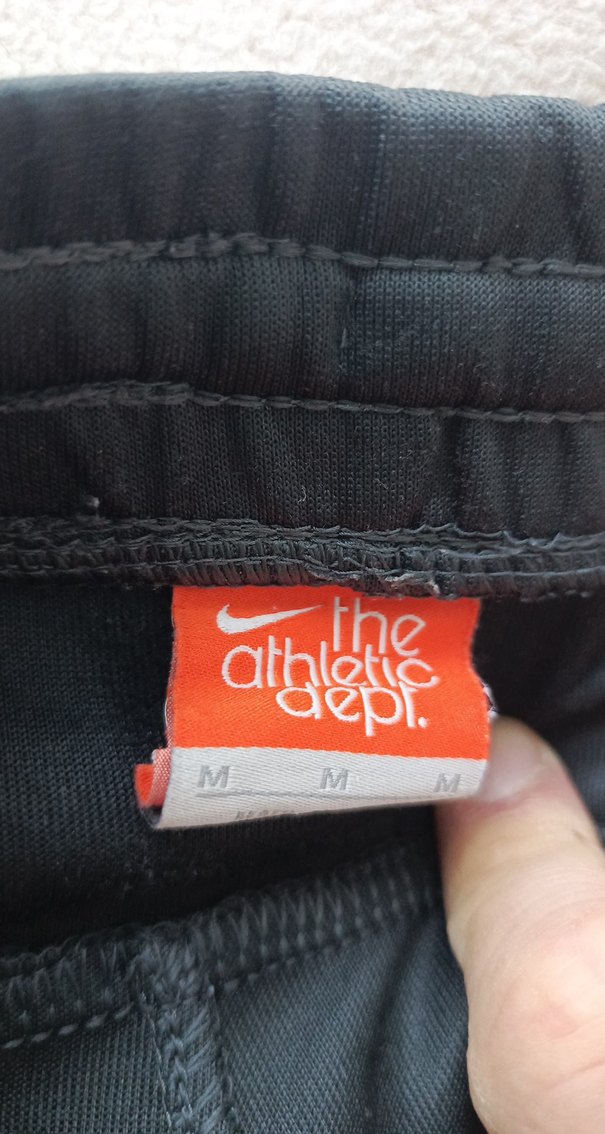 the
athletic
dept.
M M M